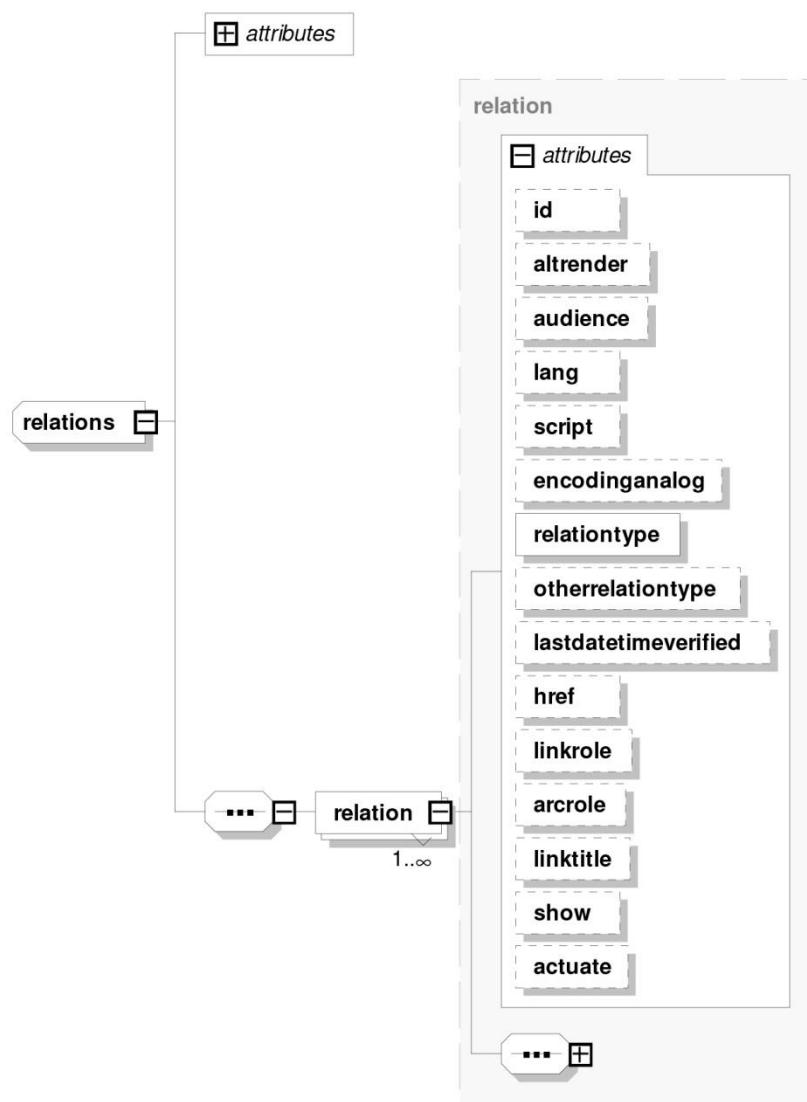 attributes
relation
attributes
id
altrender
audience
lang
relations
script
encodinganalog
relationtype
otherrelationtype
lastdatetimeverified
href
linkrole
arcrole
relation
1..∞
linktitle
show
actuate